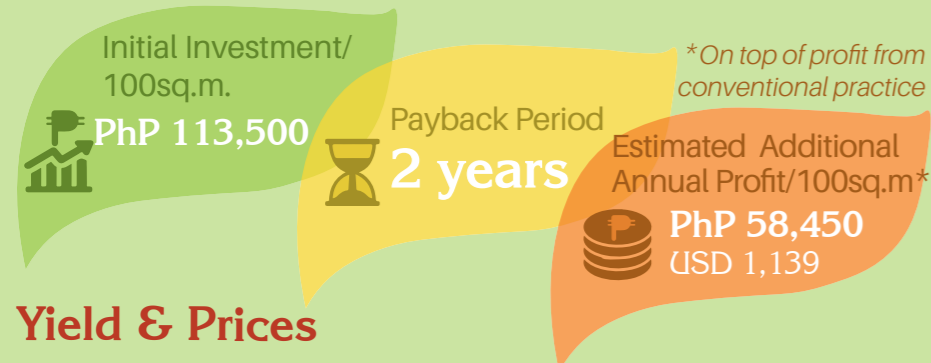 Initial Investment/
100sq.m.
PhP 113,500
Payback Period
2 years
*On top of profit from
conventional practice
Estimated Additional
Annual Profit/100sq.m*
PhP 58,450
USD 1,139
Yield & Prices